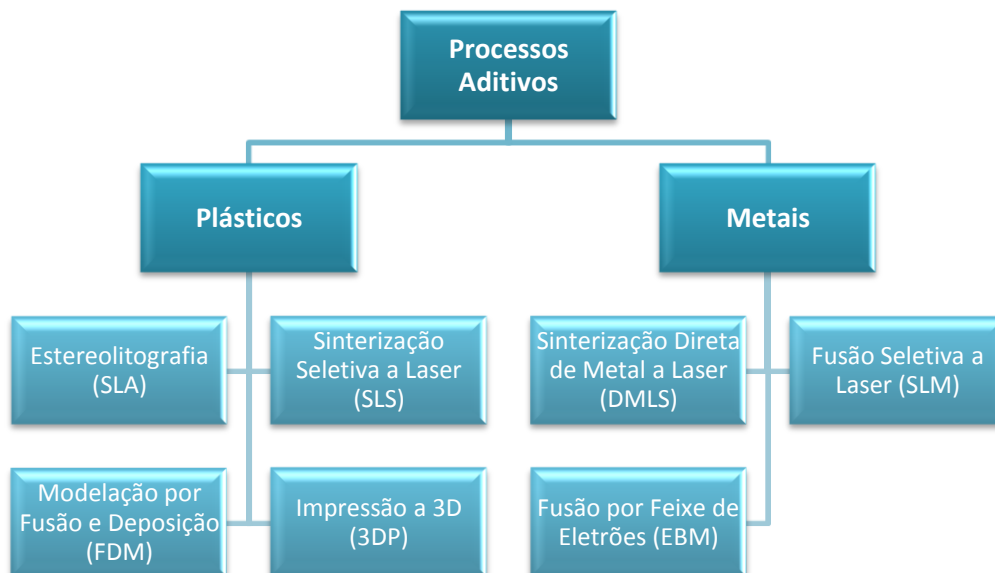 Processos
Aditivos
Plásticos
Metais
Estereolitografia
(SLA)
Sinterização
Seletiva a Laser
(SLS)
Sinterização Direta
de Metal a Laser
(DMLS)
Fusão Seletiva a
Laser (SLM)
Modelação por
Fusão e Deposição
(FDM)
Impressão a 3D
(3DP)
Fusão por Feixe de
Eletrões (EBM)